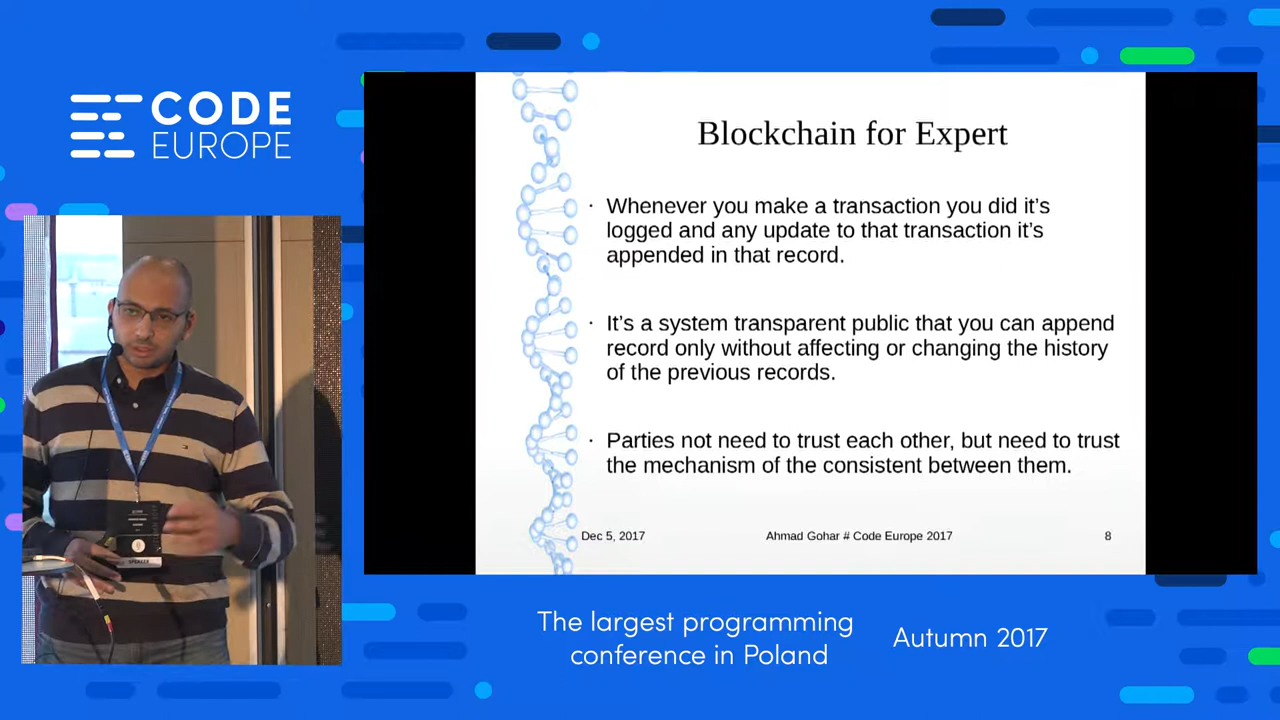 CODE
EUROPE
Blockchain for Expert
· Whenever you make a transaction you did it's
logged and any update to that transaction it's
appended in that record.
· It's a system transparent public that you can append
record only without affecting or changing the history
of the previous records.
· Parties not need to trust each other, but need to trust
the mechanism of the consistent between them.
Dec 5, 2017
Ahmad Gohar # Code Europe 2017
8
SPEAKER
The largest programming
conference in Poland
Autumn 2017